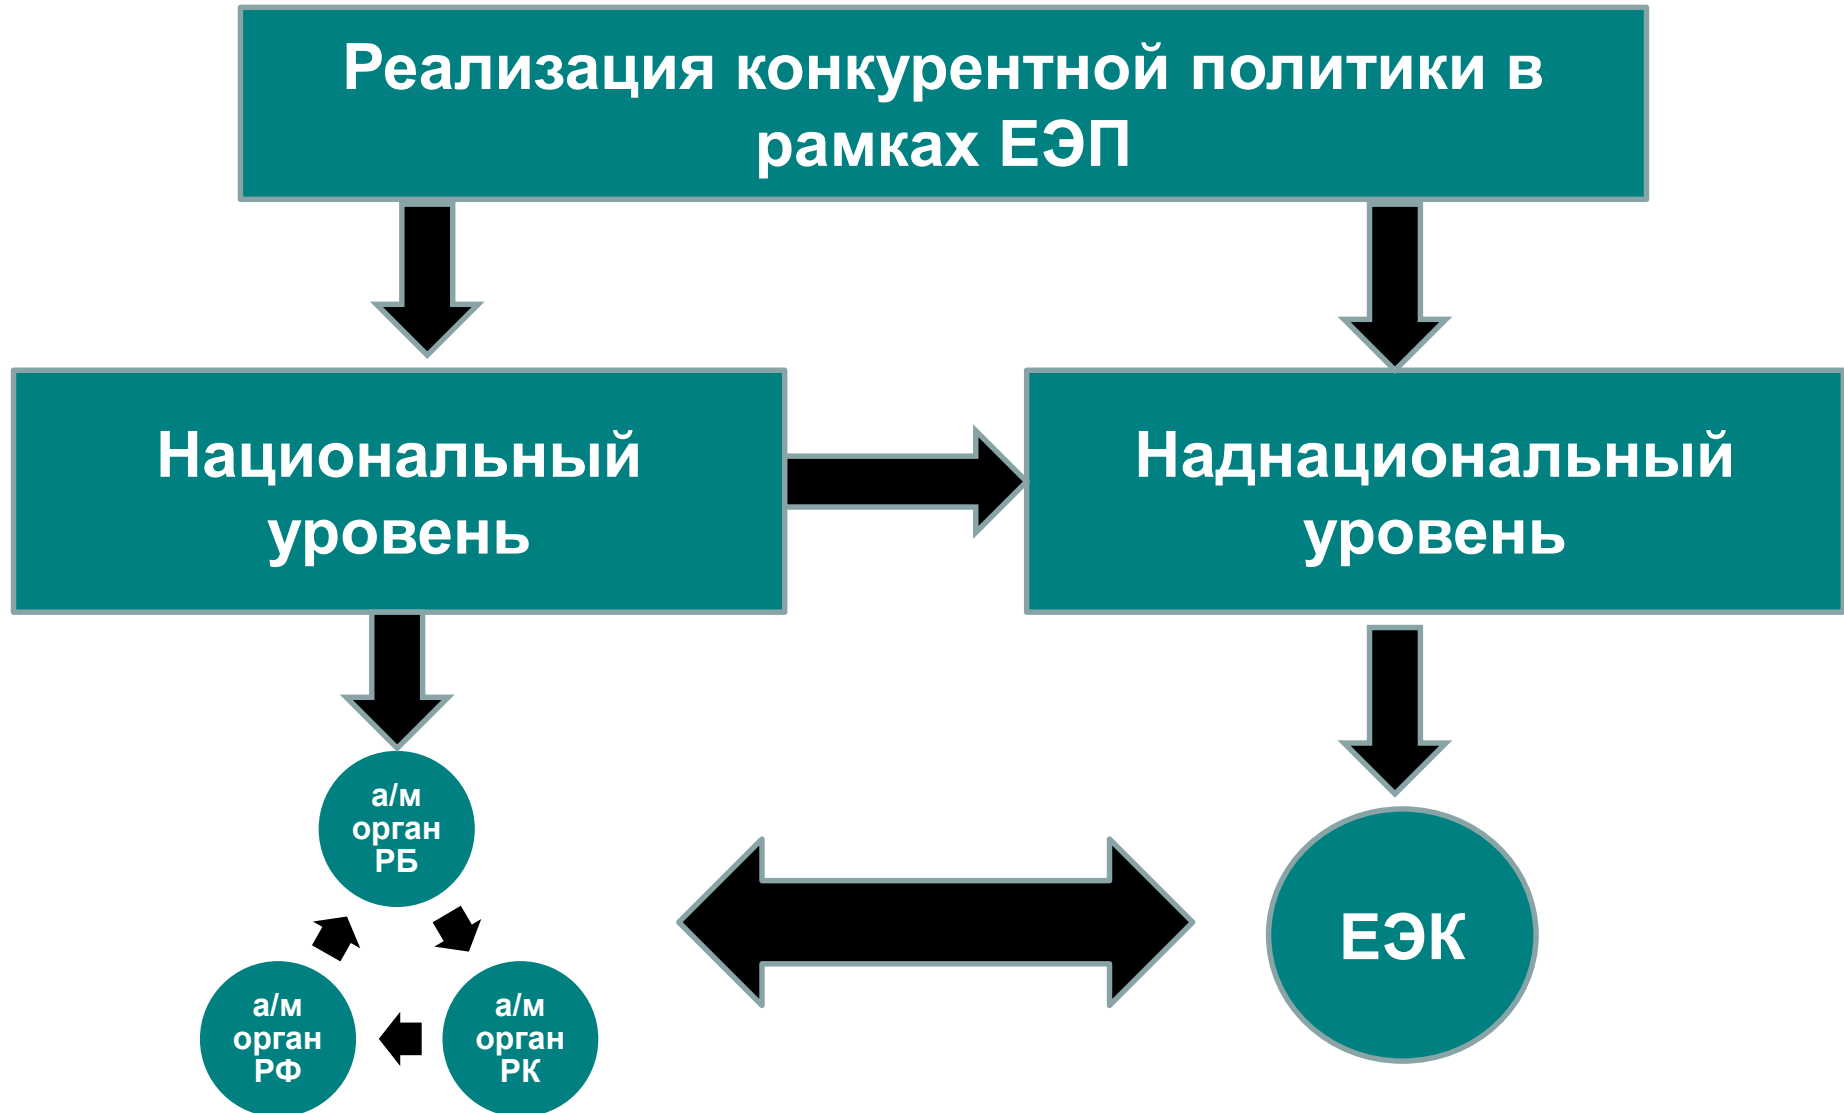 Реализация конкурентной политики в
рамках ЕЭП
Национальный
уровень
Наднациональный
уровень
а/м
орган
РБ
а/м
орган
РФ
а/м
орган
РК
ЕЭК